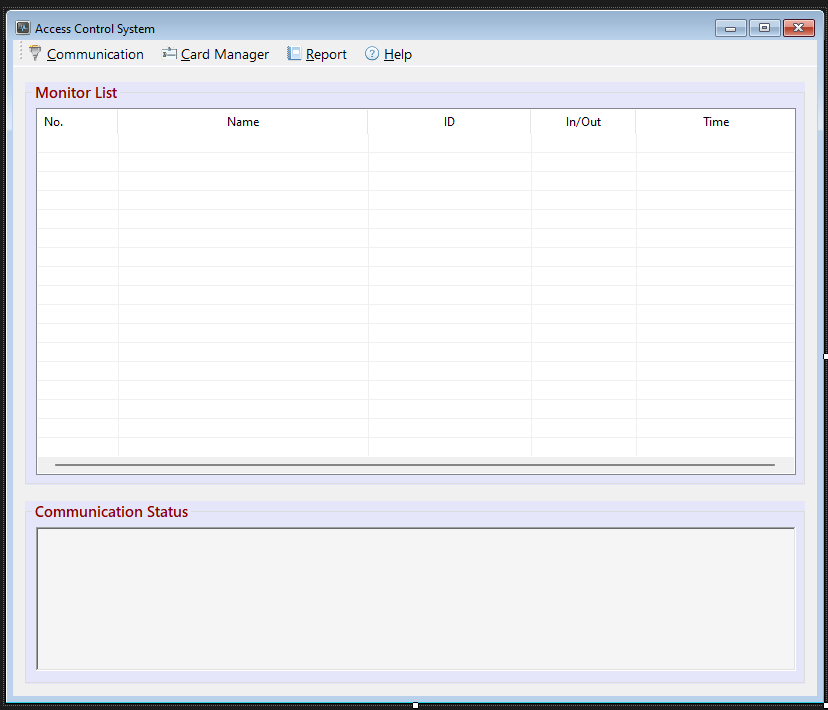 Access Control System
Communication Card Manager Report Help
Monitor List
No. Name ID In/Out Time
Communication Status